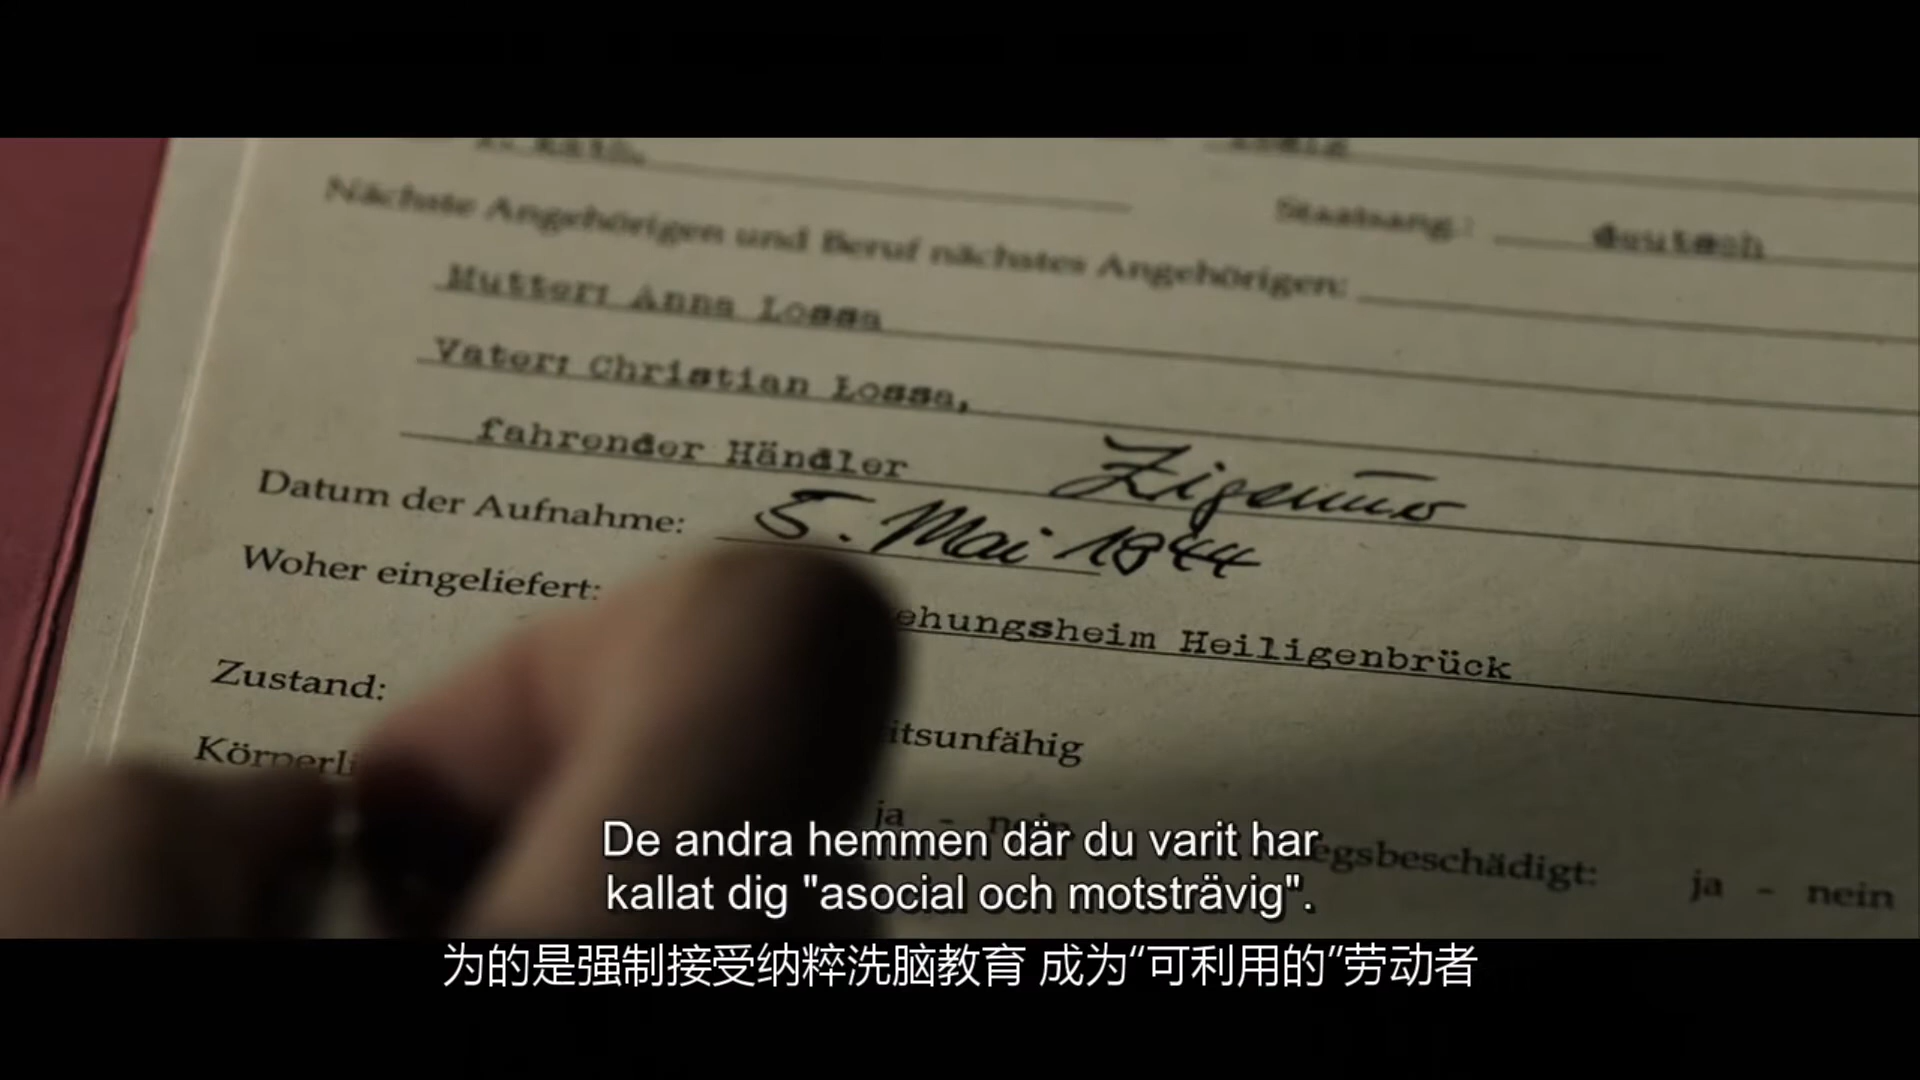 Staatsang.: deutsch
Nächste Angehörigen und Beruf nächstes Angehörigen:
Mutter: Anna Lossa
Vater: Christian Lossa,
fahrender Händler Zigeuner
Datum der Aufnahme: 5. Mai 1944
Woher eingeliefert: ehungsheim Heiligenbrück
Zustand: itsunfähig
Körperli
ja - nein egsbeschädigt: ja - nein
De andra hemmen där du varit har
kallat dig "asocial och motsträvig".
为的是强制接受纳粹洗脑教育 成为“可利用的”劳动者